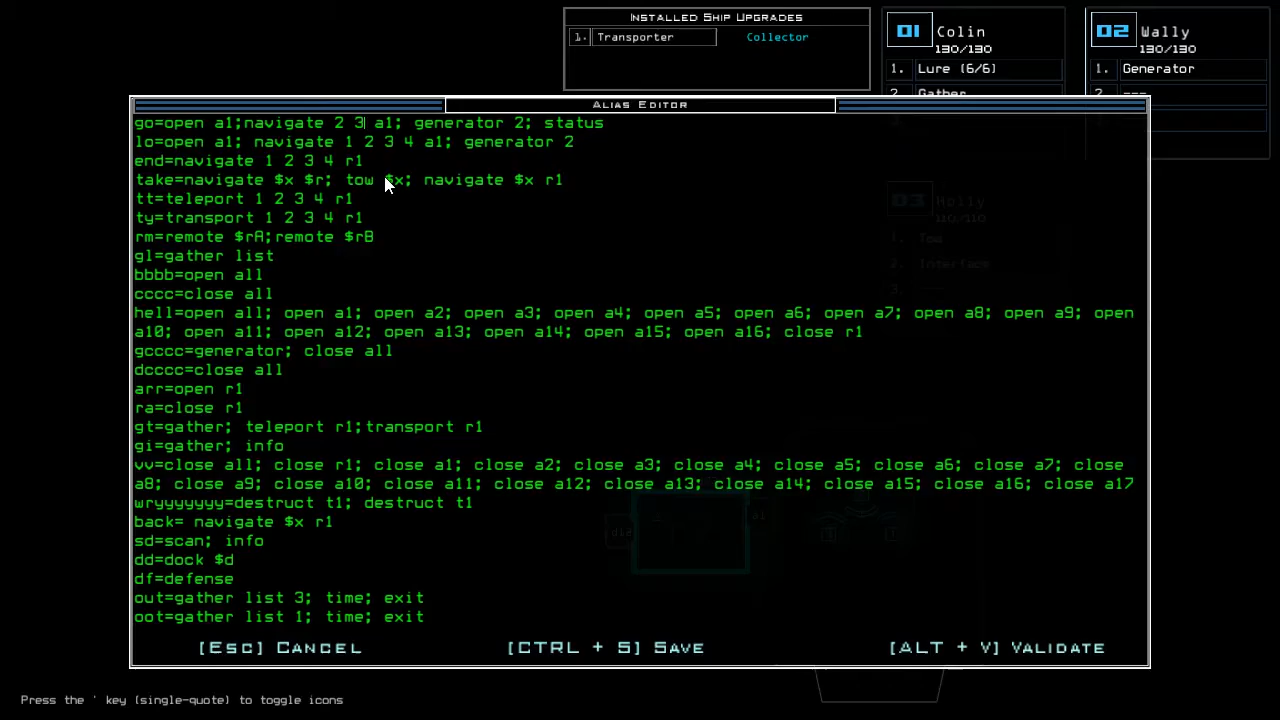 Installed Ship Upgrades
1. Transporter Collector
01 Colin
130/130
1. Lure (6/6)
2 Gather
02 Wally
130/130
1. Generator
2 ---
Alias Editor
go=open a1;navigate 2 3 a1; generator 2; status
lo=open a1; navigate 1 2 3 4 a1; generator 2
end=navigate 1 2 3 4 r1
take=navigate $x $r; tow $x; navigate $x r1
tt=teleport 1 2 3 4 r1
ty=transport 1 2 3 4 r1
rm=remote $rA;remote $rB
gl=gather list
bbbb=open all
cccc=close all
hell=open all; open a1; open a2; open a3; open a4; open a5; open a6; open a7; open a8; open a9; open
a10; open a11; open a12; open a13; open a14; open a15; open a16; close r1
gcccc=generator; close all
dcccc=close all
arr=open r1
ra=close r1
gt=gather; teleport r1;transport r1
gi=gather; info
vv=close all; close r1; close a1; close a2; close a3; close a4; close a5; close a6; close a7; close
a8; close a9; close a10; close a11; close a12; close a13; close a14; close a15; close a16; close a17
wryyyyyyy=destruct t1; destruct t1
back= navigate $x r1
sd=scan; info
dd=dock $d
df=defense
out=gather list 3; time; exit
oot=gather list 1; time; exit
[Esc] Cancel [CTRL + S] Save [ALT + V] Validate
03 Holly
110/110
1. Tow
2. Interface
3.
Press the ' key (single-quote) to toggle icons